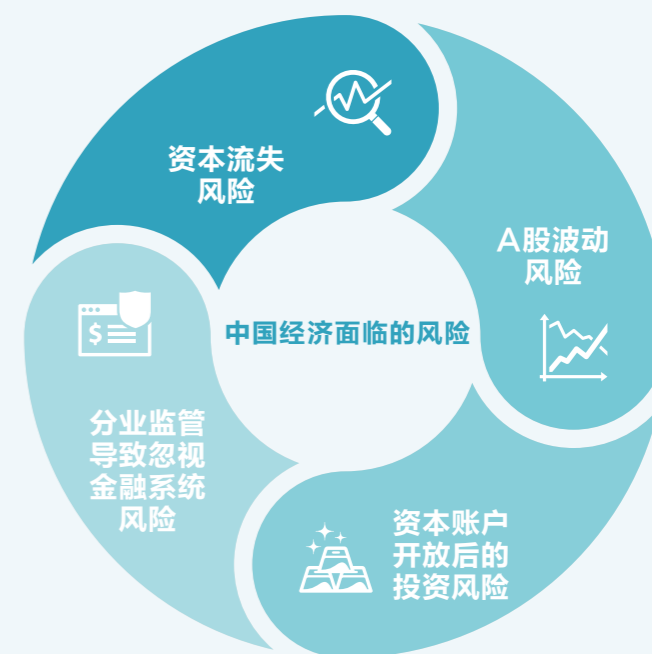 资本流失
风险
A股波动
风险
中国经济面临的风险
$
分业监管
导致忽视
金融系统
风险
资本账户
开放后的
投资风险